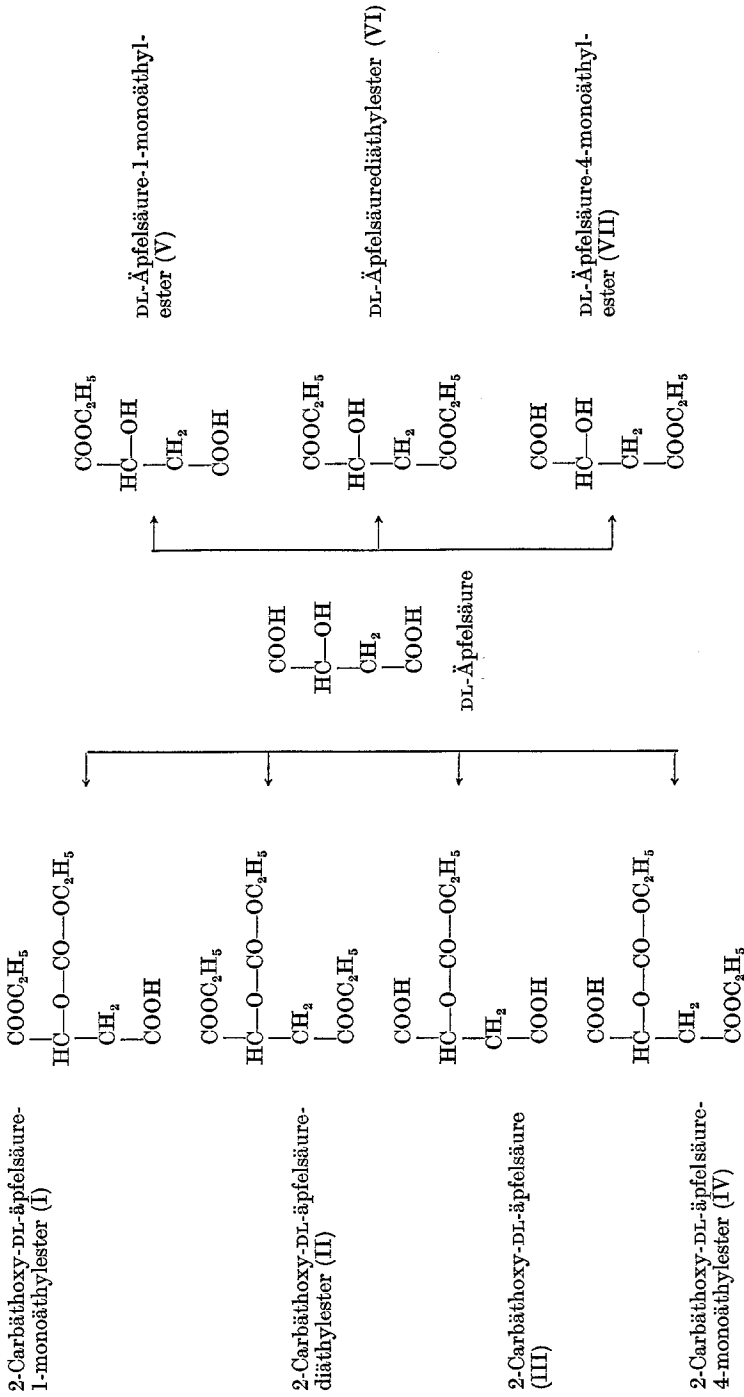 2-Carbäthoxy-DL-äpfelsäure-
1-monoäthylester (I)
COOC₂H₅
HC—O—CO—OC₂H₅
CH₂
COOH
2-Carbäthoxy-DL-äpfelsäure-
diäthylester (II)
COOC₂H₅
HC—O—CO—OC₂H₅
CH₂
COOC₂H₅
2-Carbäthoxy-DL-äpfelsäure
(III)
COOH
HC—O—CO—OC₂H₅
CH₂
COOH
2-Carbäthoxy-DL-äpfelsäure-
4-monoäthylester (IV)
COOH
HC—O—CO—OC₂H₅
CH₂
COOC₂H₅
COOH
HC—OH
CH₂
COOH
DL-Äpfelsäure
COOC₂H₅
HC—OH
CH₂
COOH
DL-Äpfelsäure-1-monoäthyl-
ester (V)
COOC₂H₅
HC—OH
CH₂
COOC₂H₅
DL-Äpfelsäurediäthylester (VI)
COOH
HC—OH
CH₂
COOC₂H₅
DL-Äpfelsäure-4-monoäthyl-
ester (VII)